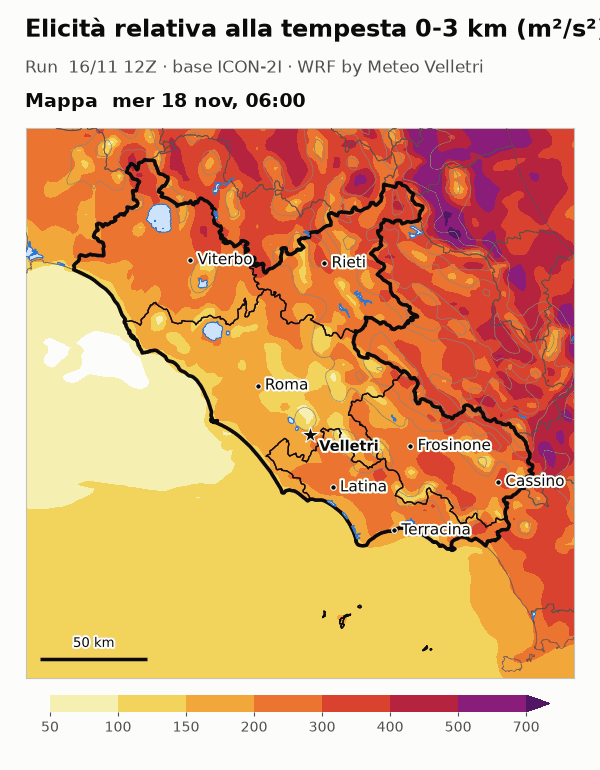 Elicità relativa alla tempesta 0-3 km (m²/s²)
Run  16/11 12Z · base ICON-2I · WRF by Meteo Velletri
Mappa  mer 18 nov, 06:00
Viterbo
Rieti
Roma
Velletri
Frosinone
Latina
Cassino
Terracina
50 km
50 100 150 200 300 400 500 700